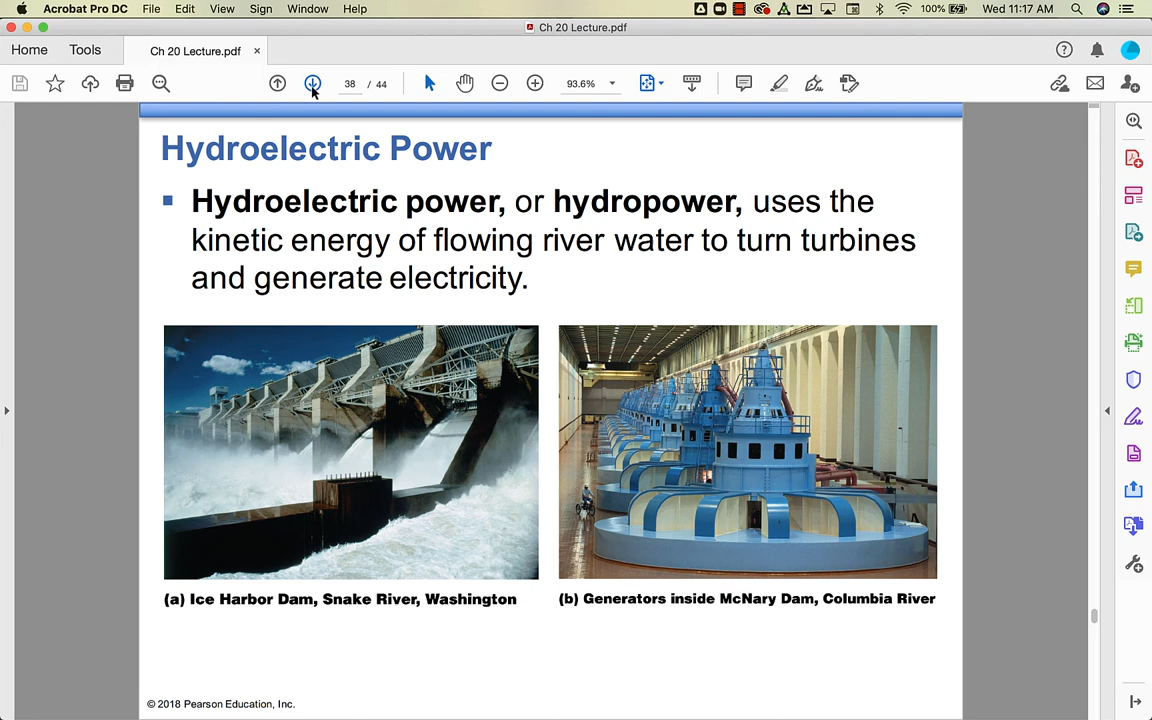 Acrobat Pro DC File Edit View Sign Window Help 100% Wed 11:17 AM
Ch 20 Lecture.pdf
Home Tools Ch 20 Lecture.pdf ×
38 / 44 93.6%
Hydroelectric Power
Hydroelectric power, or hydropower, uses the
kinetic energy of flowing river water to turn turbines
and generate electricity.
(a) Ice Harbor Dam, Snake River, Washington
(b) Generators inside McNary Dam, Columbia River
© 2018 Pearson Education, Inc.